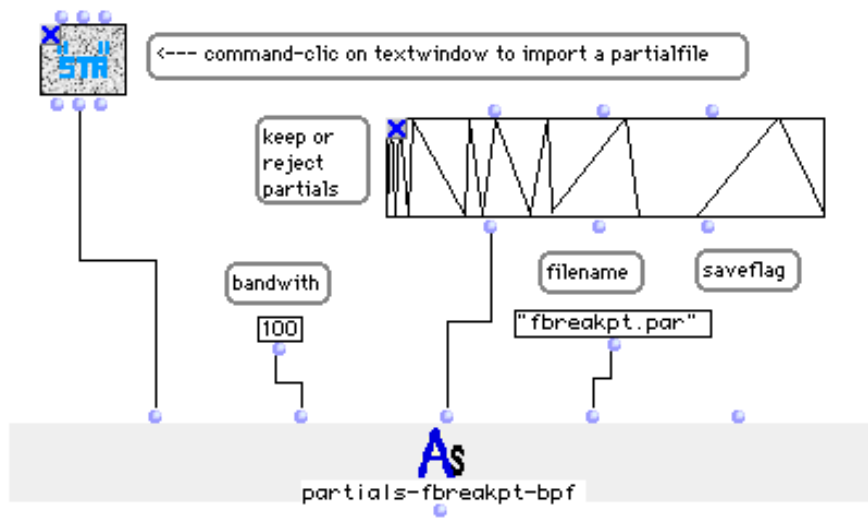 "STR"
<--- command-clic on textwindow to import a partialfile
keep or
reject
partials
bandwith
filename
saveflag
100
"fbreakpt.par"
As
partials-fbreakpt-bpf